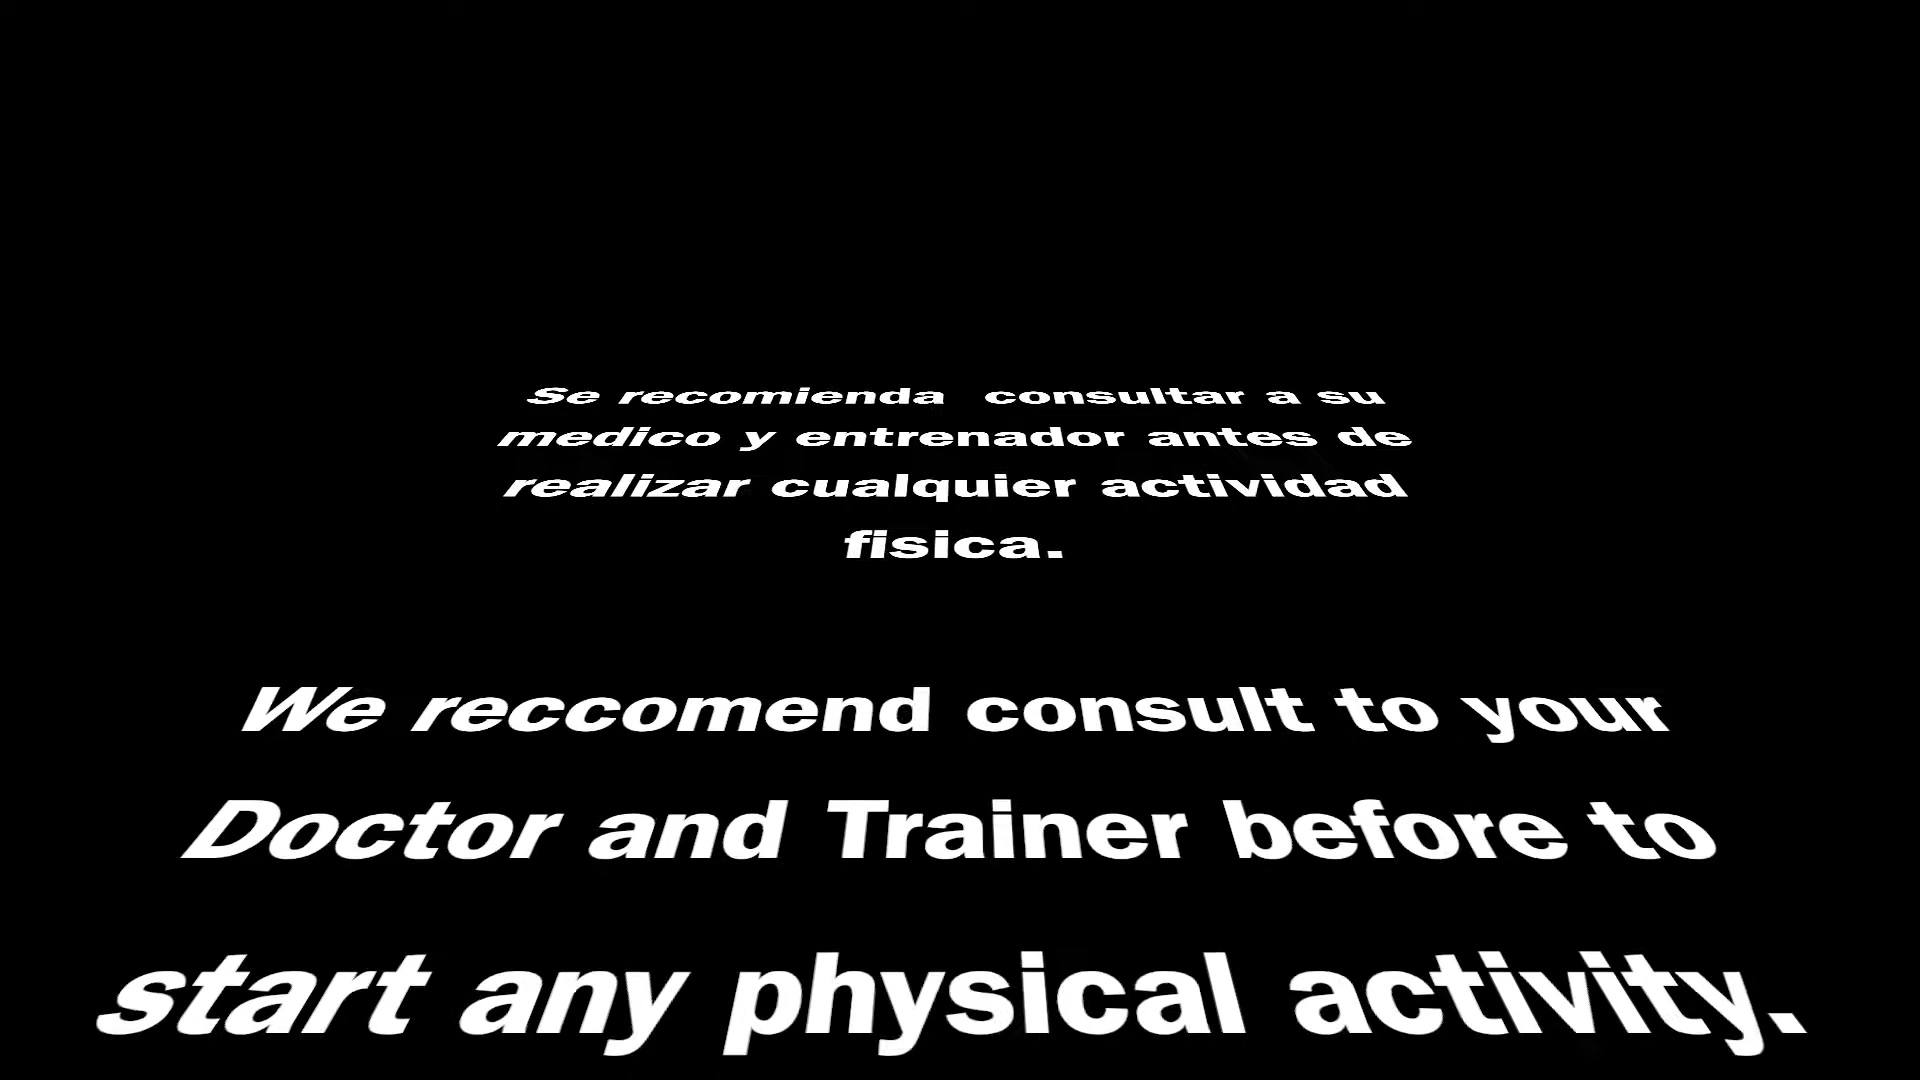 Se recomienda  consultar a su
medico y entrenador antes de
realizar cualquier actividad
fisica.
We reccomend consult to your
Doctor and Trainer before to
start any physical activity.